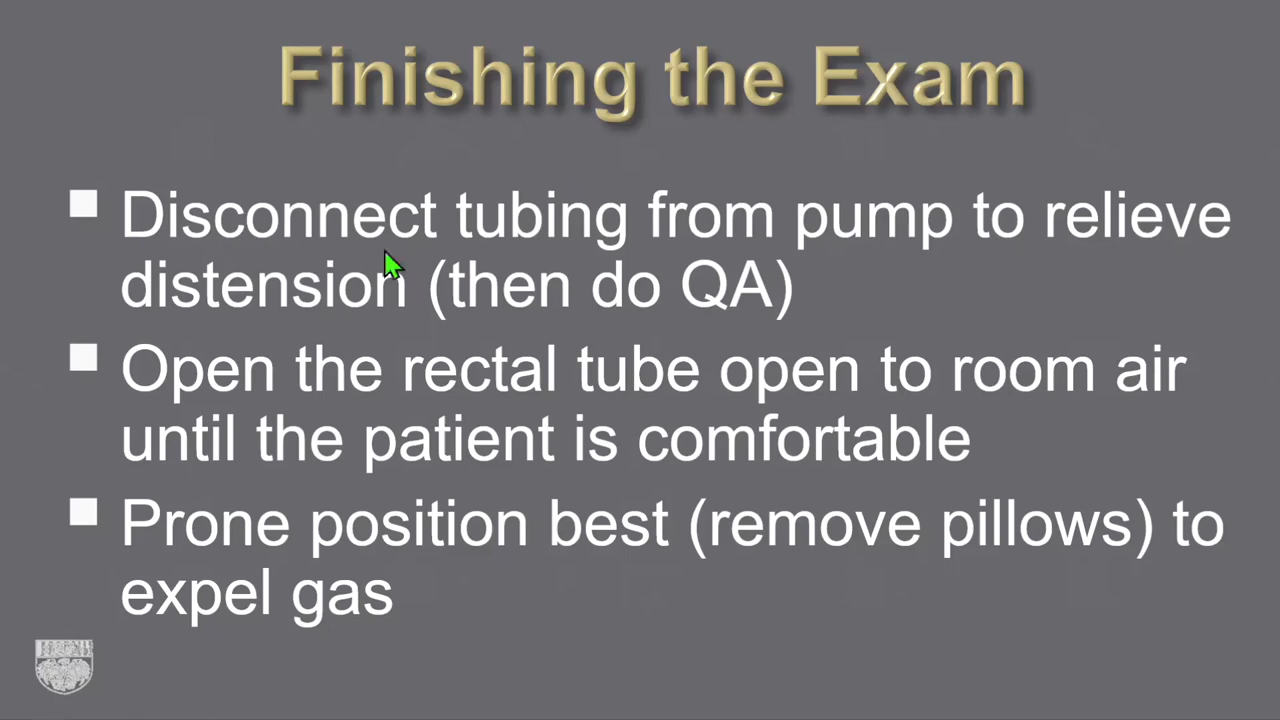 Finishing the Exam
Disconnect tubing from pump to relieve
distension (then do QA)
Open the rectal tube open to room air
until the patient is comfortable
Prone position best (remove pillows) to
expel gas